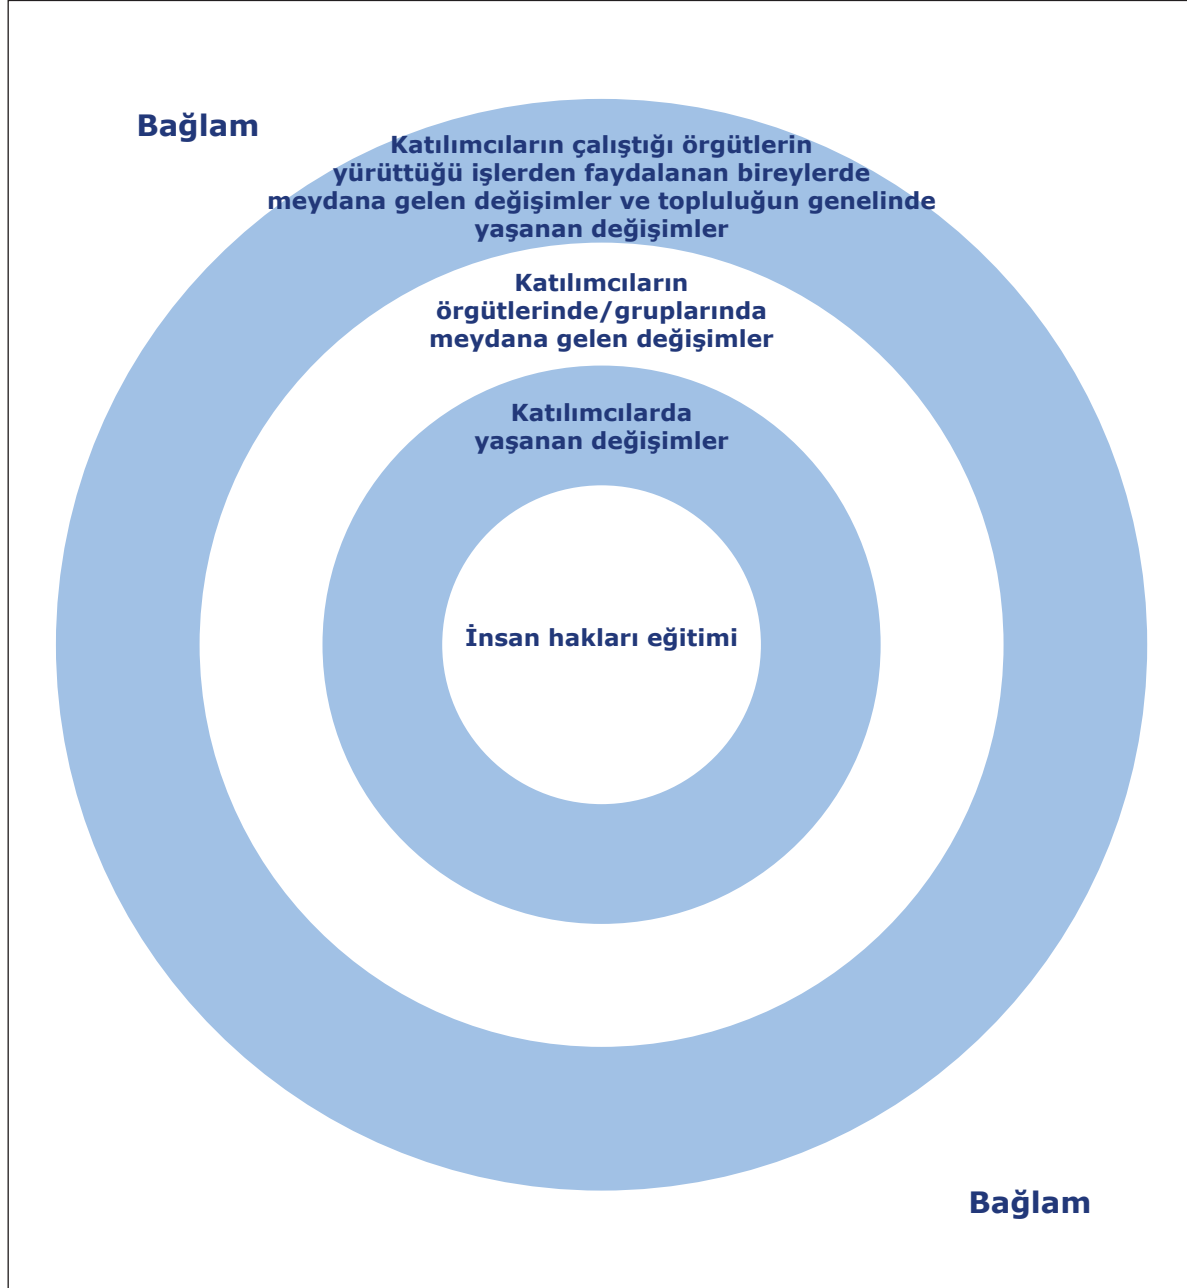 Bağlam
Katılımcıların çalıştığı örgütlerin
yürüttüğü işlerden faydalanan bireylerde
meydana gelen değişimler ve topluluğun genelinde
yaşanan değişimler
Katılımcıların
örgütlerinde/gruplarında
meydana gelen değişimler
Katılımcılarda
yaşanan değişimler
İnsan hakları eğitimi
Bağlam